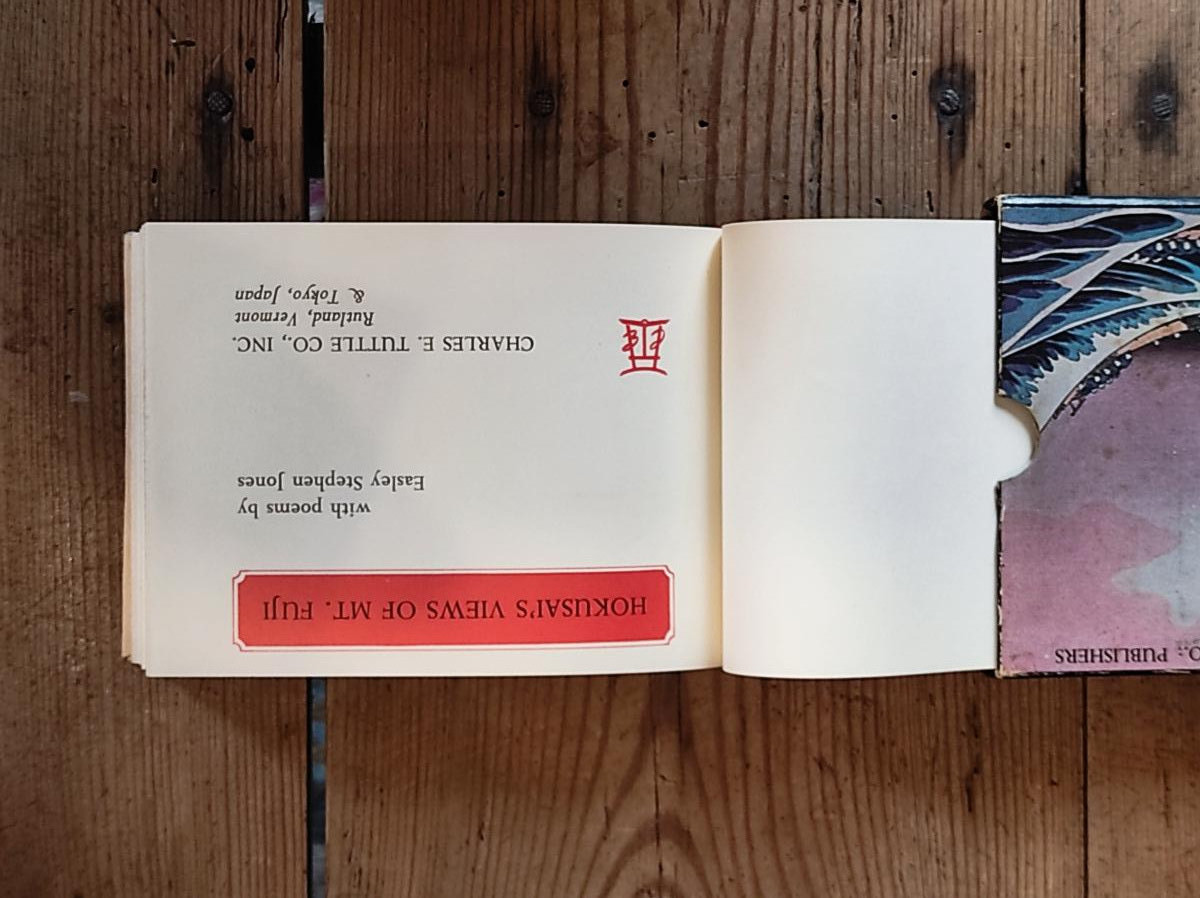 HOKUSAI'S VIEWS OF MT. FUJI
with poems by
Easley Stephen Jones
CHARLES E. TUTTLE CO., INC.
Rutland, Vermont
& Tokyo, Japan
O.: PUBLISHERS